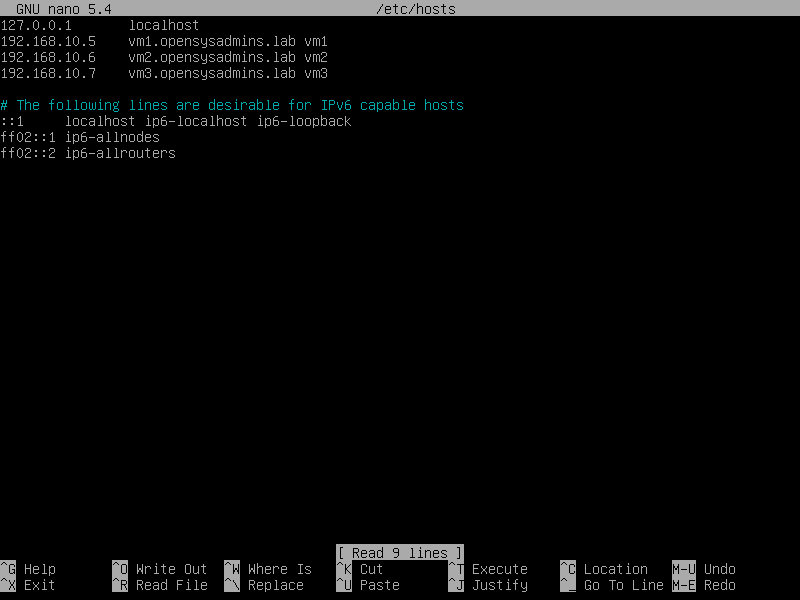 GNU nano 5.4 /etc/hosts
127.0.0.1 localhost
192.168.10.5 vm1.opensysadmins.lab vm1
192.168.10.6 vm2.opensysadmins.lab vm2
192.168.10.7 vm3.opensysadmins.lab vm3
# The following lines are desirable for IPv6 capable hosts
::1 localhost ip6-localhost ip6-loopback
ff02::1 ip6-allnodes
ff02::2 ip6-allrouters
[ Read 9 lines ]
^G Help ^O Write Out ^W Where Is ^K Cut ^T Execute ^C Location M-U Undo
^X Exit ^R Read File ^\ Replace ^U Paste ^J Justify ^_ Go To Line M-E Redo